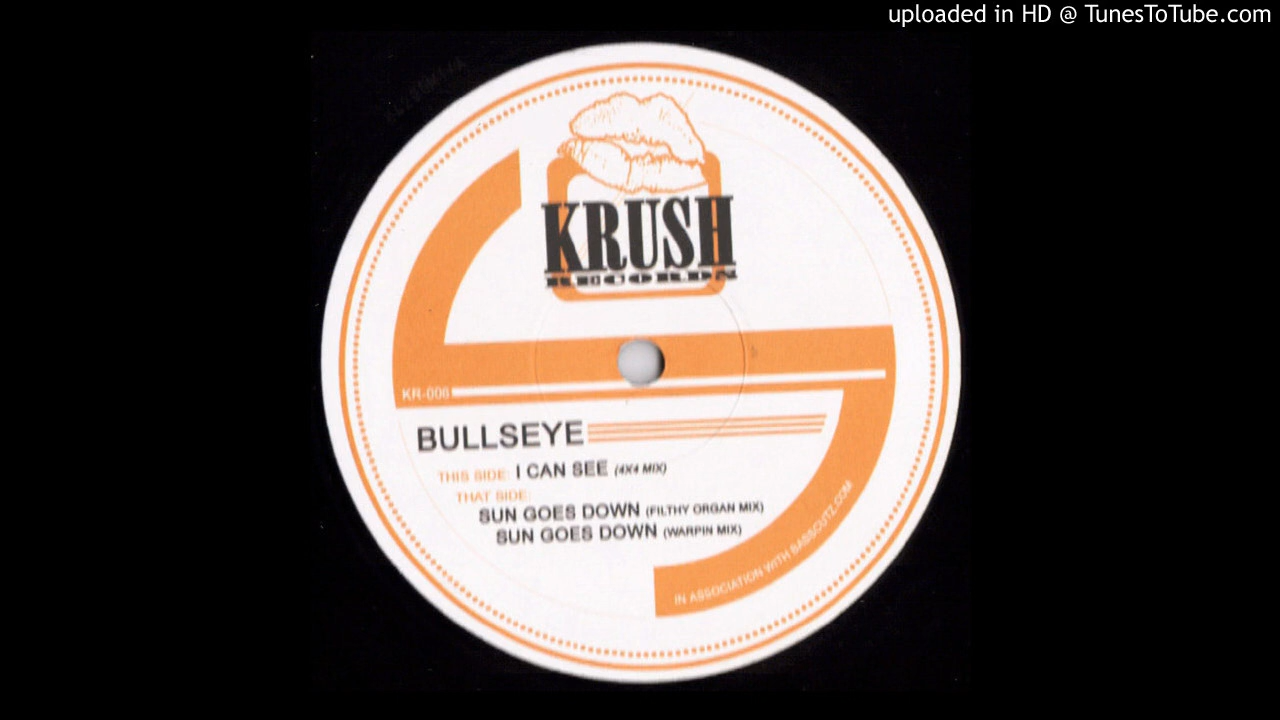 uploaded in HD @ TunesToTube.com
KRUSH
RECORDS
KR-006
BULLSEYE
THIS SIDE: I CAN SEE (4X4 MIX)
THAT SIDE:
SUN GOES DOWN (FILTHY ORGAN MIX)
SUN GOES DOWN (WARPIN MIX)
IN ASSOCIATION WITH BASSCUTZ.COM